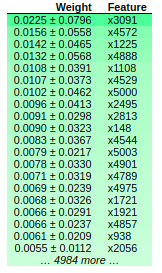 Weight Feature
0.0225 ± 0.0796 x3091
0.0156 ± 0.0558 x4572
0.0142 ± 0.0465 x1225
0.0132 ± 0.0568 x4888
0.0108 ± 0.0391 x1108
0.0107 ± 0.0373 x4529
0.0102 ± 0.0462 x5000
0.0096 ± 0.0413 x2495
0.0091 ± 0.0298 x2813
0.0090 ± 0.0323 x148
0.0083 ± 0.0367 x4544
0.0079 ± 0.0217 x5003
0.0078 ± 0.0330 x4901
0.0071 ± 0.0319 x4789
0.0069 ± 0.0239 x4975
0.0068 ± 0.0326 x1721
0.0066 ± 0.0291 x1921
0.0066 ± 0.0237 x4857
0.0061 ± 0.0209 x938
0.0055 ± 0.0112 x2056
… 4984 more …